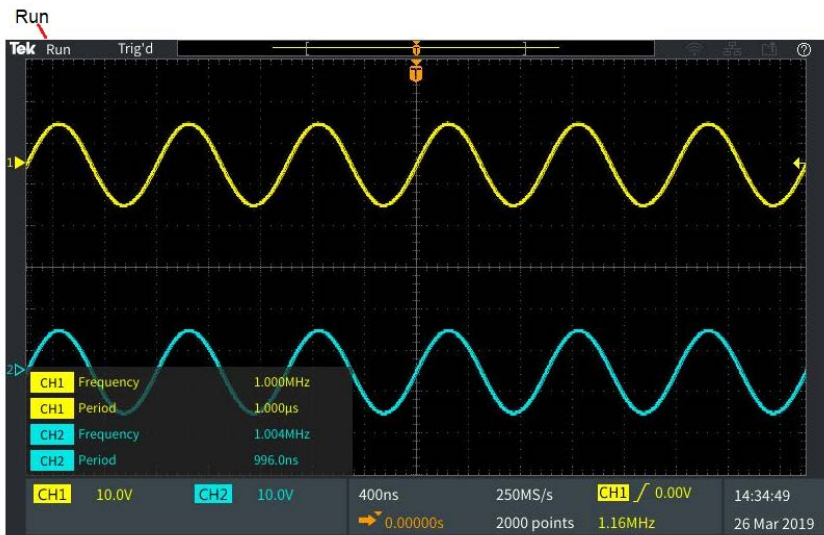 Run
Tek Run Trig'd
T
T
1
2
CH1 Frequency 1.000MHz
CH1 Period 1.000µs
CH2 Frequency 1.004MHz
CH2 Period 996.0ns
CH1 10.0V CH2 10.0V 400ns 250MS/s CH1 0.00V 14:34:49
0.00000s 2000 points 1.16MHz 26 Mar 2019